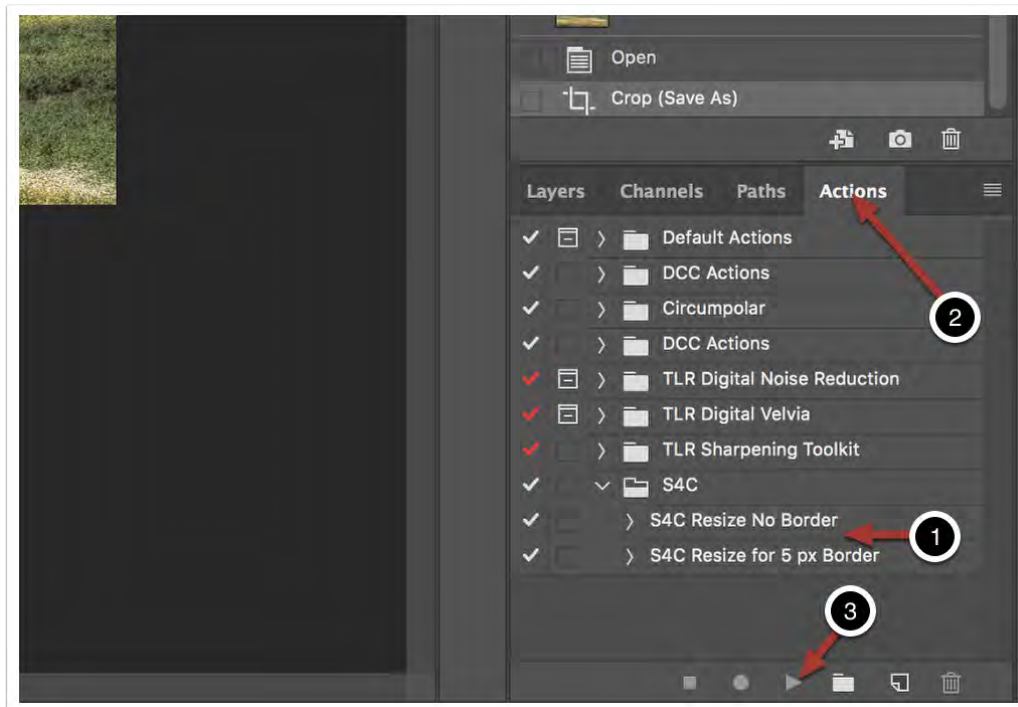 Open
Crop (Save As)
Layers Channels Paths Actions
Default Actions
DCC Actions
Circumpolar
2
DCC Actions
TLR Digital Noise Reduction
TLR Digital Velvia
TLR Sharpening Toolkit
S4C
S4C Resize No Border
1
S4C Resize for 5 px Border
3